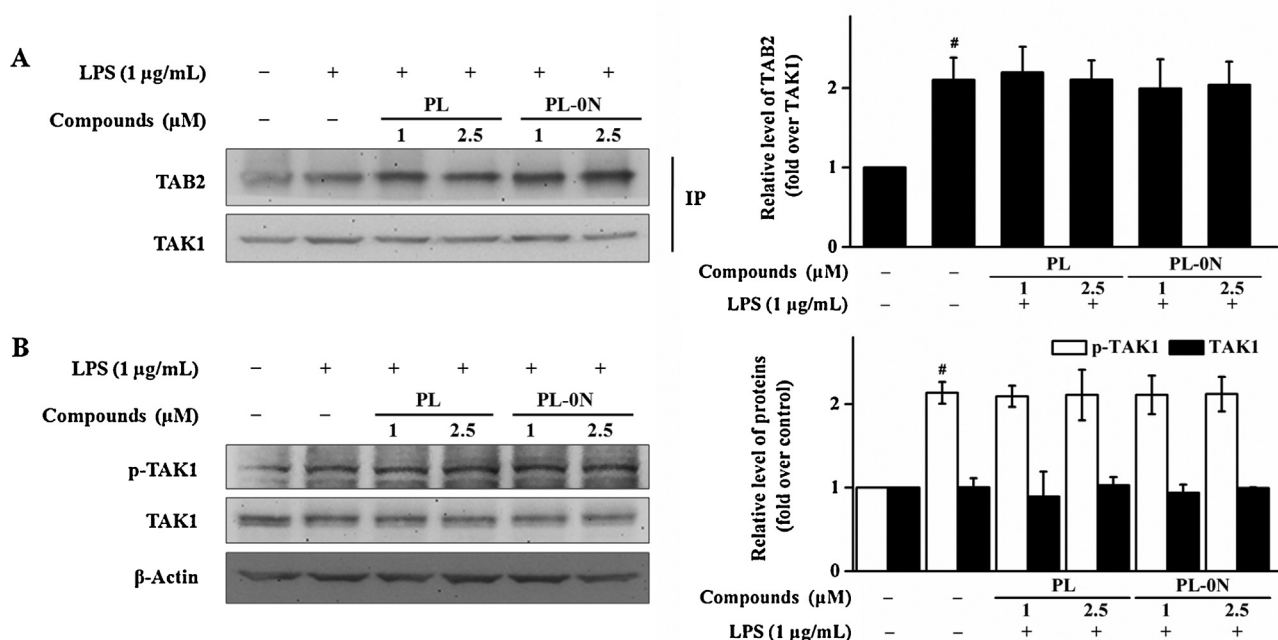 A
LPS (1 μg/mL) – + + + + +
PL PL-0N
Compounds (μM) – –
1 2.5 1 2.5
TAB2
TAK1
IP
Relative level of TAB2
(fold over TAK1)
2
1
0
#
PL PL-0N
Compounds (μM) – –
1 2.5 1 2.5
LPS (1 μg/mL) – – + + + +
B
LPS (1 μg/mL) – + + + + +
PL PL-0N
Compounds (μM) – –
1 2.5 1 2.5
p-TAK1
TAK1
β-Actin
p-TAK1 TAK1
Relative level of proteins
(fold over control)
2
1
0
#
PL PL-0N
Compounds (μM) – –
1 2.5 1 2.5
LPS (1 μg/mL) – – + + + +